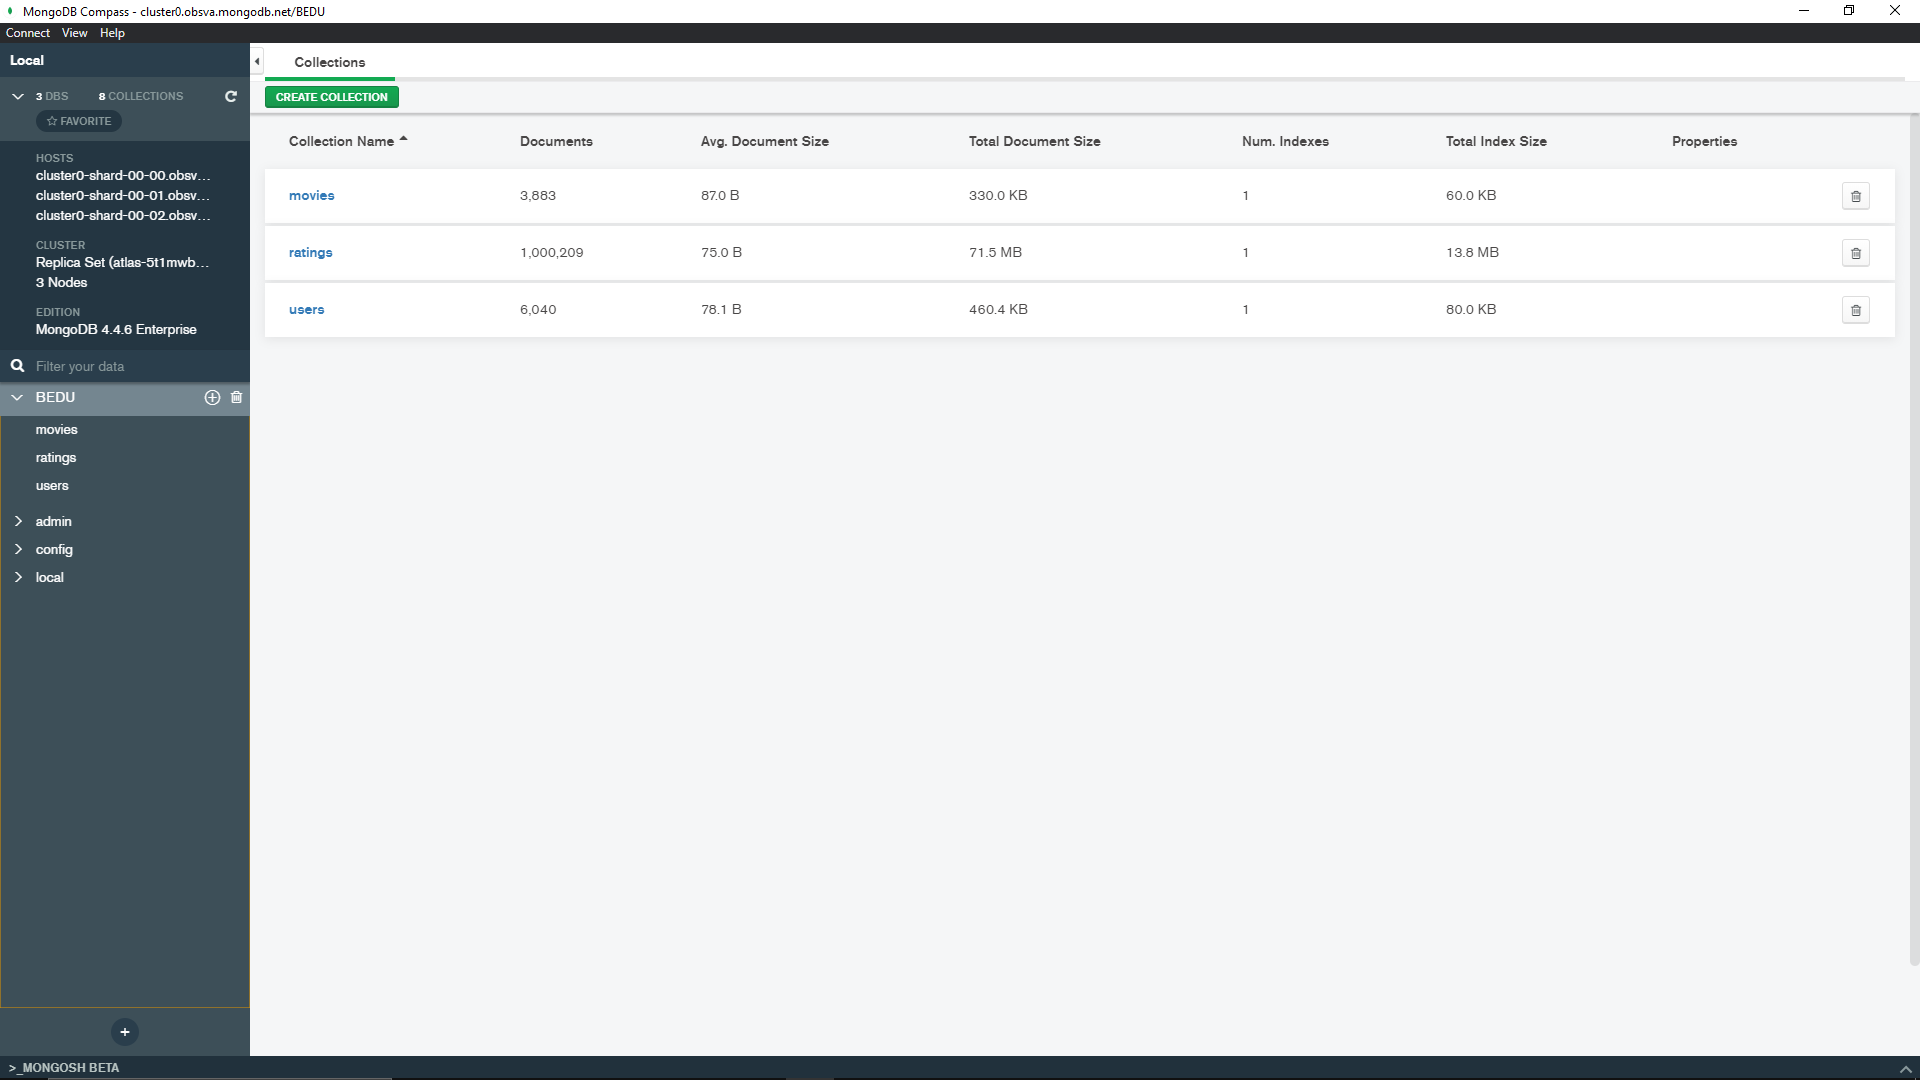 MongoDB Compass - cluster0.obsva.mongodb.net/BEDU
Connect View Help
Local
3 DBS 8 COLLECTIONS
FAVORITE
HOSTS
cluster0-shard-00-00.obsv...
cluster0-shard-00-01.obsv...
cluster0-shard-00-02.obsv...
CLUSTER
Replica Set (atlas-5t1mwb...
3 Nodes
EDITION
MongoDB 4.4.6 Enterprise
Filter your data
BEDU
movies
ratings
users
admin
config
local
+
>_MONGOSH BETA
Collections
CREATE COLLECTION
Collection Name Documents Avg. Document Size Total Document Size Num. Indexes Total Index Size Properties
movies 3,883 87.0 B 330.0 KB 1 60.0 KB
ratings 1,000,209 75.0 B 71.5 MB 1 13.8 MB
users 6,040 78.1 B 460.4 KB 1 80.0 KB